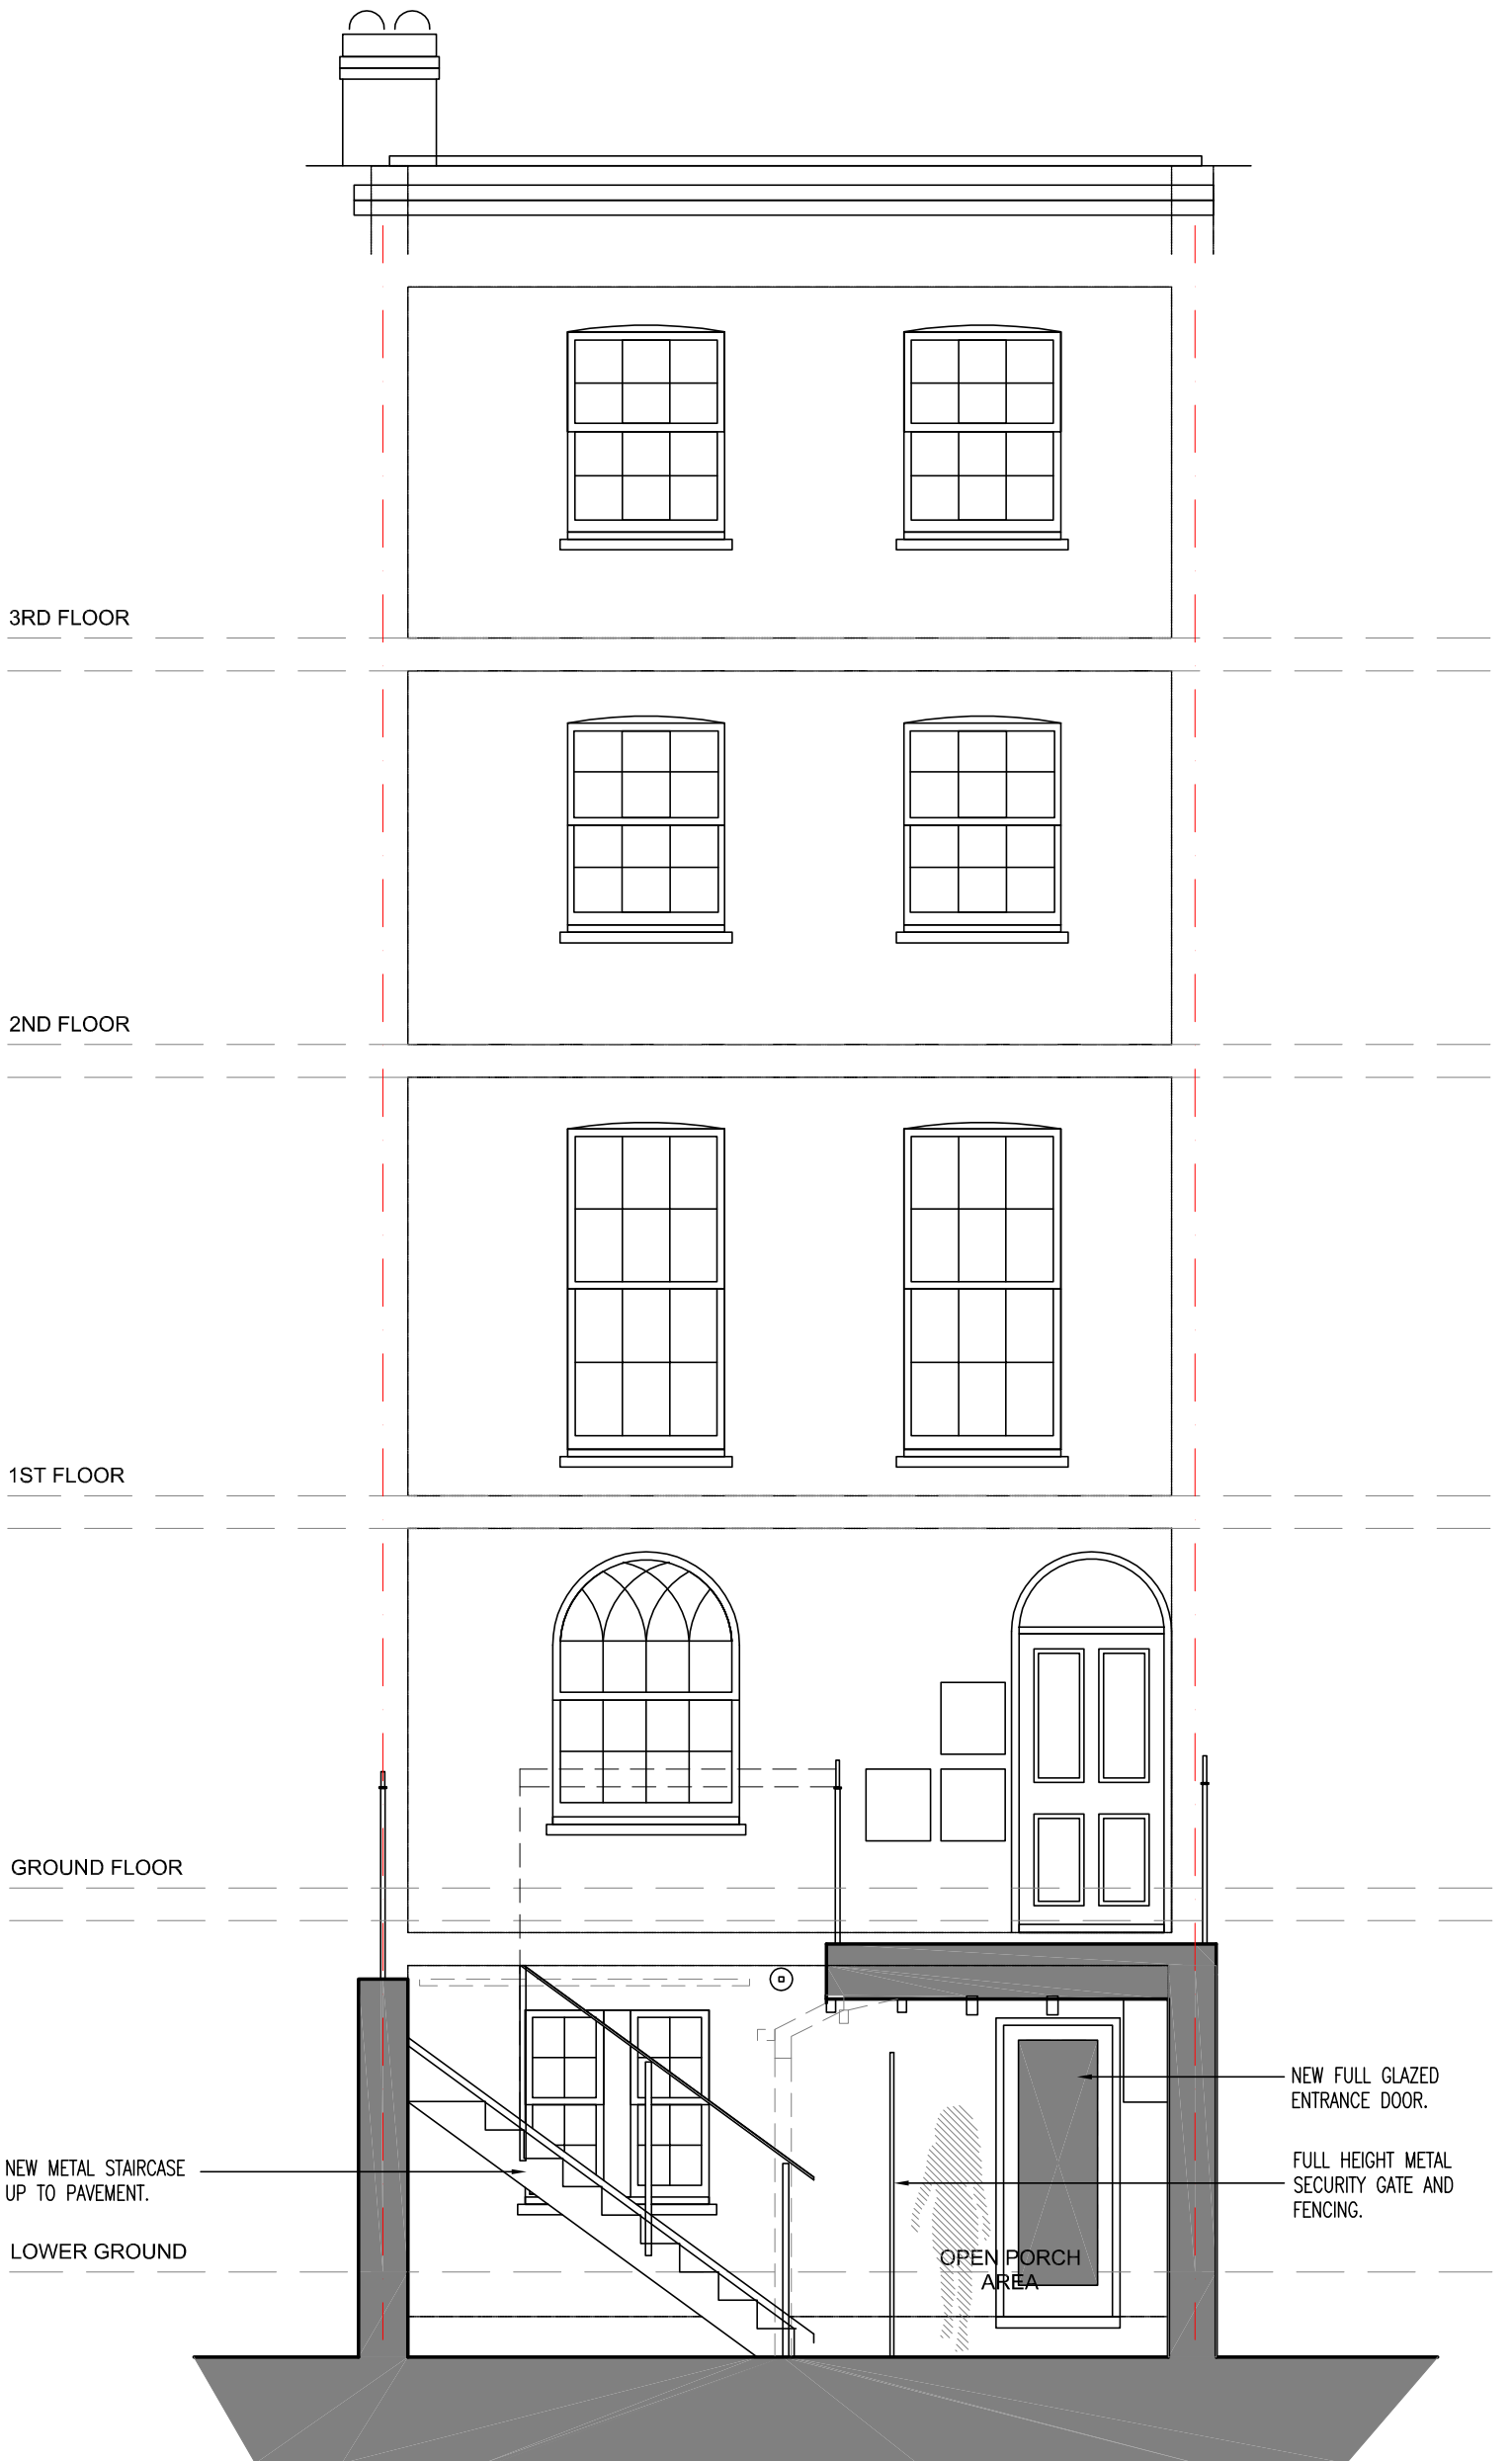 3RD FLOOR
2ND FLOOR
1ST FLOOR
GROUND FLOOR
NEW FULL GLAZED
ENTRANCE DOOR.
NEW METAL STAIRCASE
UP TO PAVEMENT.
FULL HEIGHT METAL
SECURITY GATE AND
FENCING.
LOWER GROUND
OPEN PORCH
AREA